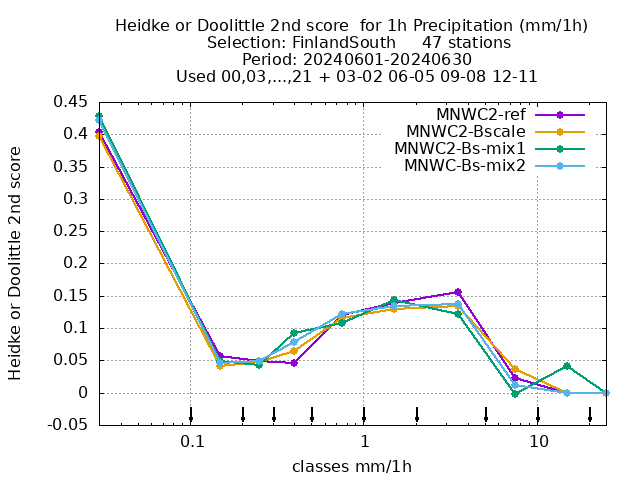 Heidke or Doolittle 2nd score  for 1h Precipitation (mm/1h)
Selection: FinlandSouth     47 stations
Period: 20240601-20240630
Used 00,03,...,21 + 03-02 06-05 09-08 12-11
MNWC2-ref
MNWC2-Bscale
MNWC2-Bs-mix1
MNWC-Bs-mix2
Heidke or Doolittle 2nd score
0.45
0.4
0.35
0.3
0.25
0.2
0.15
0.1
0.05
0
-0.05
0.1 1 10
classes mm/1h